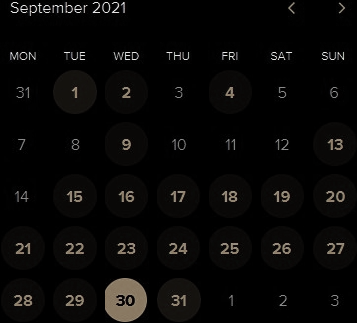 September 2021
MON TUE WED THU FRI SAT SUN
31 1 2 3 4 5 6
7 8 9 10 11 12 13
14 15 16 17 18 19 20
21 22 23 24 25 26 27
28 29 30 31 1 2 3